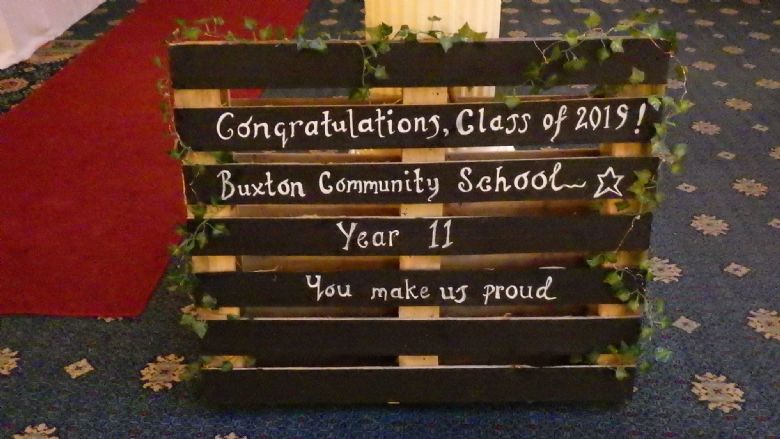 Congratulations, Class of 2019!
Buxton Community School
Year 11
You make us proud